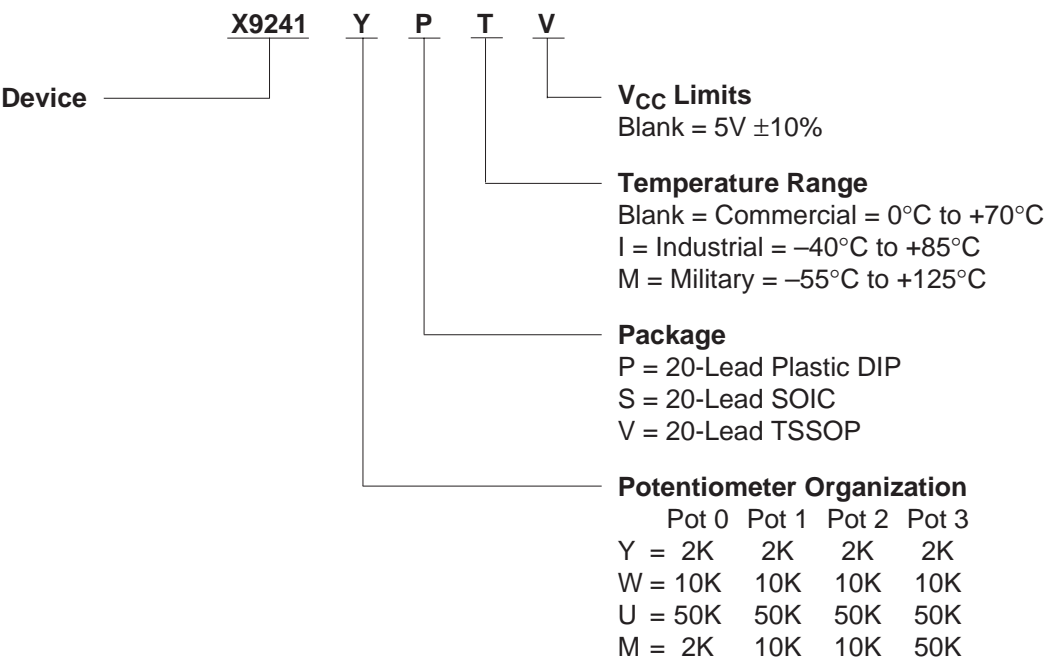 X9241 Y P T V
Device
V_CC Limits
Blank = 5V ±10%
Temperature Range
Blank = Commercial = 0°C to +70°C
I = Industrial = –40°C to +85°C
M = Military = –55°C to +125°C
Package
P = 20-Lead Plastic DIP
S = 20-Lead SOIC
V = 20-Lead TSSOP
Potentiometer Organization
Pot 0 Pot 1 Pot 2 Pot 3
Y = 2K 2K 2K 2K
W = 10K 10K 10K 10K
U = 50K 50K 50K 50K
M = 2K 10K 10K 50K